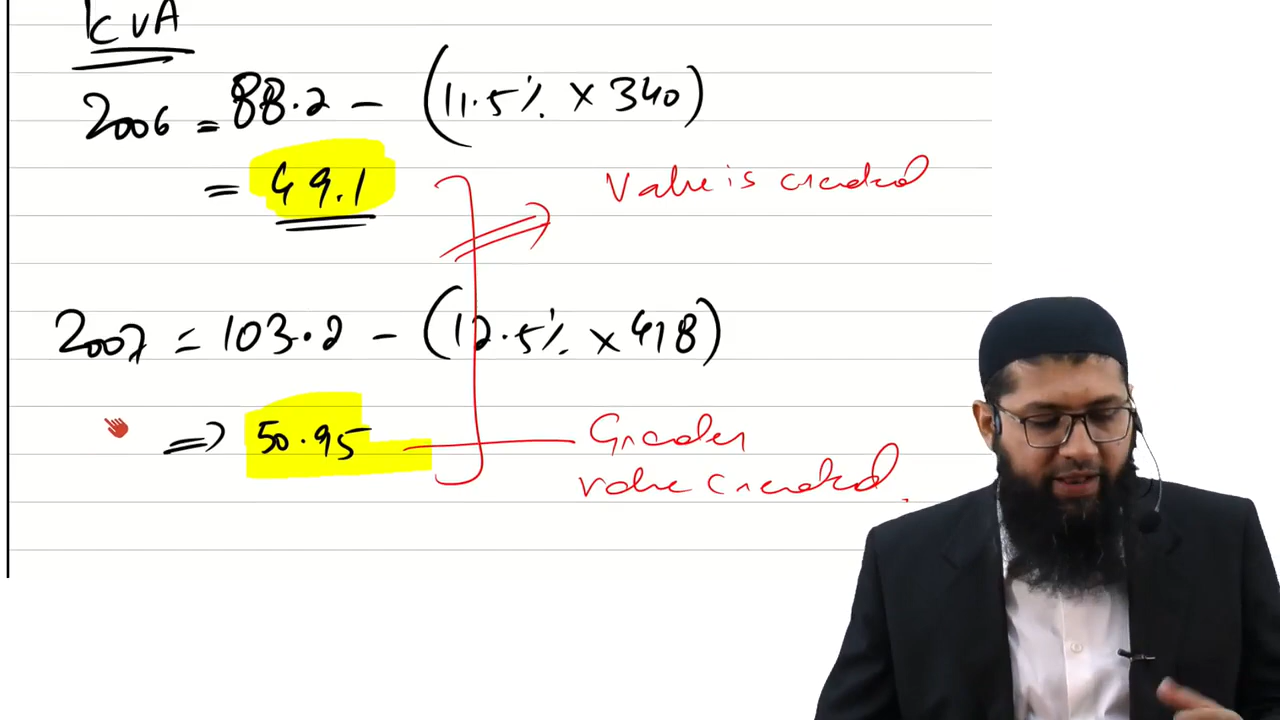 EVA
2006 = 88.2 - (11.5% × 340)
= 49.1
Value is created
2007 = 103.2 - (12.5% × 418)
=> 50.95
Greater
value created.